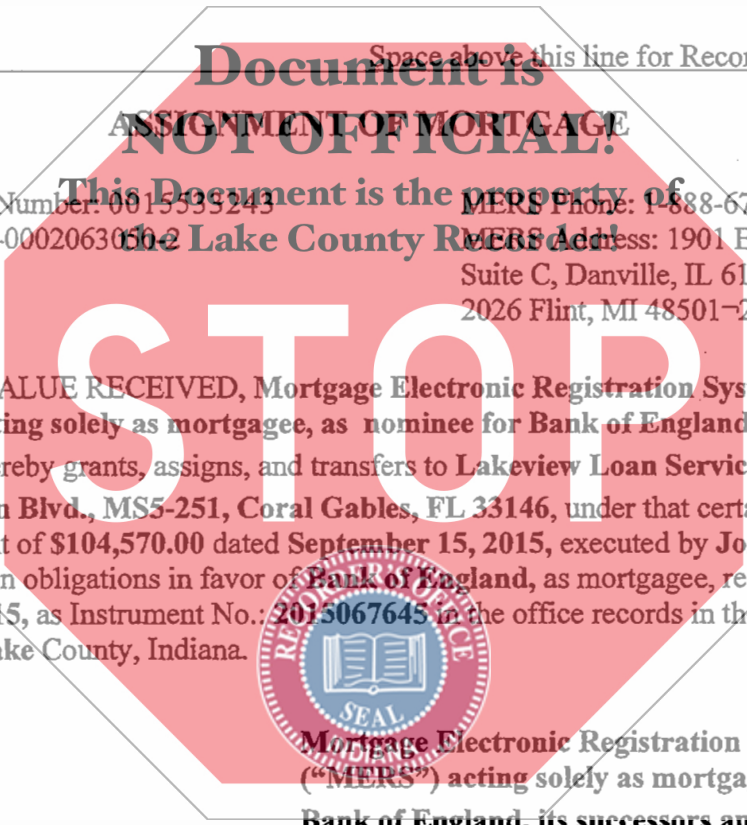 Space above this line for Recor
Document is
ASSIGNMENT OF MORTGAGE
NOT OFFICIAL!
This Document is the property of
the Lake County Recorder!
Number: 0015535243
MERS Phone: 1-888-67
MERS Address: 1901 E
Suite C, Danville, IL 61
2026 Flint, MI 48501-2
STOP
ALUE RECEIVED, Mortgage Electronic Registration Sys
ting solely as mortgagee, as nominee for Bank of England
reby grants, assigns, and transfers to Lakeview Loan Servic
n Blvd., MS5-251, Coral Gables, FL 33146, under that certa
t of $104,570.00 dated September 15, 2015, executed by Jo
n obligations in favor of Bank of England, as mortgagee, re
15, as Instrument No.: 2015067645 in the office records in th
ake County, Indiana.
RECORDER'S OFFICE
SEAL
INDIANA
Mortgage Electronic Registration
("MERS") acting solely as mortga
Bank of England, its successors an